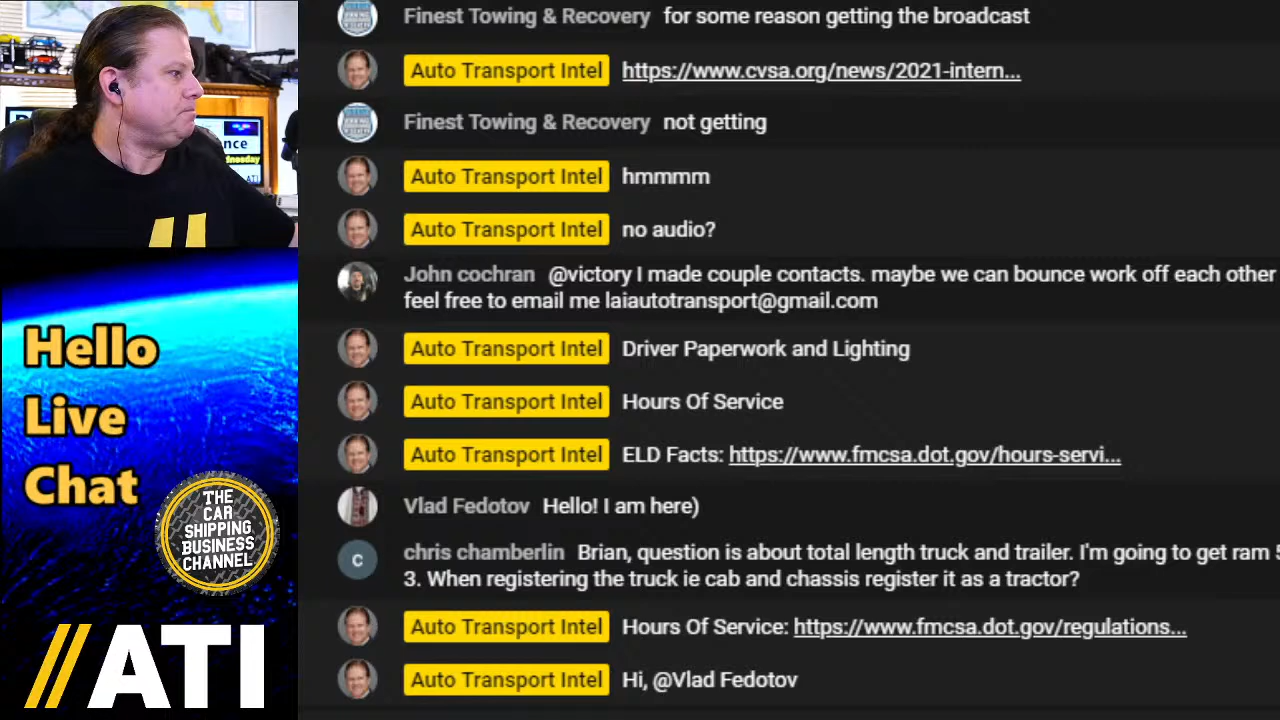 Finest Towing & Recovery for some reason getting the broadcast
Auto Transport Intel https://www.cvsa.org/news/2021-intern...
Finest Towing & Recovery not getting
Auto Transport Intel hmmmm
Auto Transport Intel no audio?
John cochran @victory I made couple contacts. maybe we can bounce work off each other
feel free to email me laiautotransport@gmail.com
Auto Transport Intel Driver Paperwork and Lighting
Auto Transport Intel Hours Of Service
Auto Transport Intel ELD Facts: https://www.fmcsa.dot.gov/hours-servi...
Vlad Fedotov Hello! I am here)
C chris chamberlin Brian, question is about total length truck and trailer. I'm going to get ram
3. When registering the truck ie cab and chassis register it as a tractor?
Auto Transport Intel Hours Of Service: https://www.fmcsa.dot.gov/regulations...
Auto Transport Intel Hi, @Vlad Fedotov
nce
dnesday
ATI
Hello
Live
Chat
THE
CAR
SHIPPING
BUSINESS
CHANNEL
//ATI